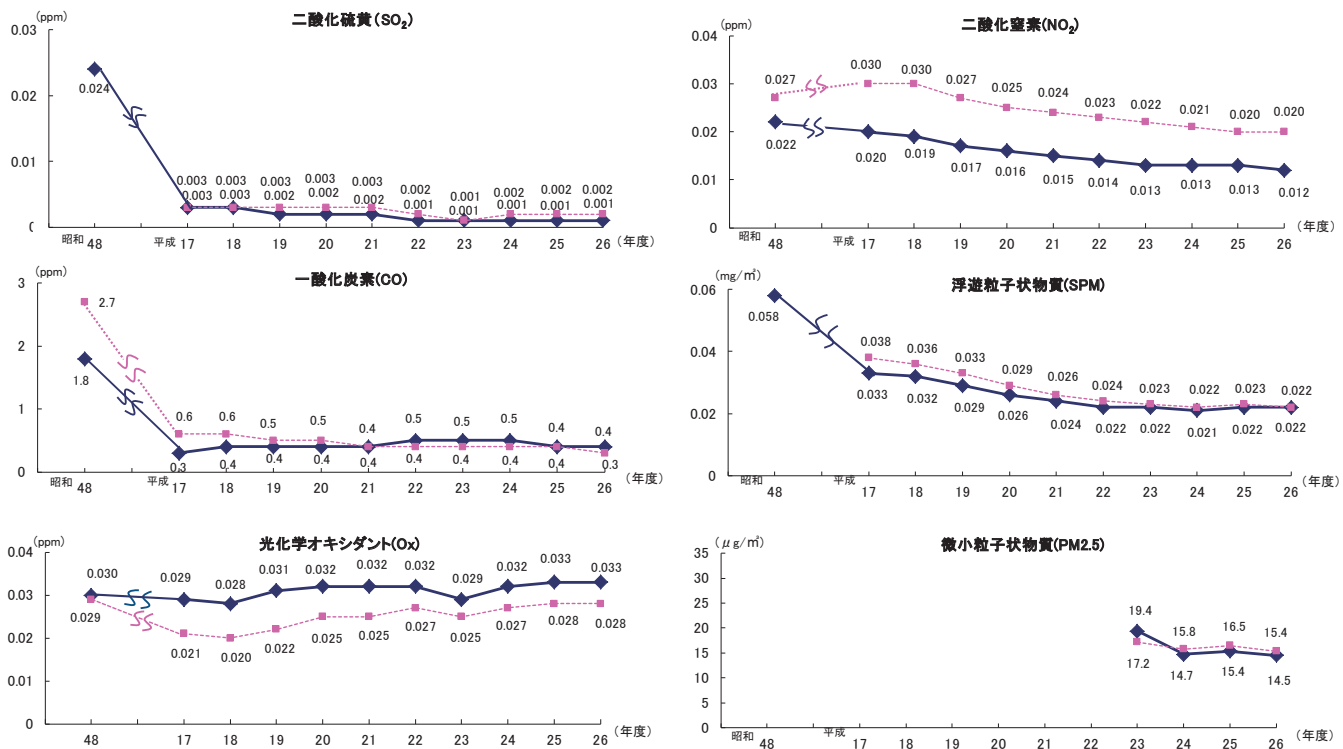 二酸化硫黄(SO₂)
(ppm)
0.03
0.02
0.01
0
0.024
0.003 0.003 0.003 0.003 0.003 0.002 0.001 0.002 0.002 0.002
0.003 0.003 0.002 0.002 0.002 0.001 0.001 0.001 0.001 0.001
昭和 平成
48 17 18 19 20 21 22 23 24 25 26 (年度)
二酸化窒素(NO₂)
(ppm)
0.04
0.03
0.02
0.01
0
0.027 0.030 0.030 0.027 0.025 0.024 0.023 0.022 0.021 0.020 0.020
0.022 0.020 0.019 0.017 0.016 0.015 0.014 0.013 0.013 0.013 0.012
昭和 平成
48 17 18 19 20 21 22 23 24 25 26 (年度)
一酸化炭素(CO)
(ppm)
3
2
1
0
2.7
1.8
0.6 0.6 0.5 0.5 0.4 0.5 0.5 0.5 0.4 0.4
0.3 0.4 0.4 0.4 0.4 0.4 0.4 0.4 0.4 0.3
昭和 平成
48 17 18 19 20 21 22 23 24 25 26 (年度)
浮遊粒子状物質(SPM)
(mg/㎥)
0.06
0.04
0.02
0
0.058
0.038 0.036 0.033 0.029 0.026 0.024 0.023 0.022 0.023 0.022
0.033 0.032 0.029 0.026 0.024 0.022 0.022 0.021 0.022 0.022
昭和 平成
48 17 18 19 20 21 22 23 24 25 26 (年度)
光化学オキシダント(Ox)
(ppm)
0.04
0.03
0.02
0.01
0
0.030 0.029 0.028 0.031 0.032 0.032 0.032 0.029 0.032 0.033 0.033
0.029 0.021 0.020 0.022 0.025 0.025 0.027 0.025 0.027 0.028 0.028
48 17 18 19 20 21 22 23 24 25 26 (年度)
微小粒子状物質(PM2.5)
(μg/㎥)
35
30
25
20
15
10
5
0
19.4 15.8 16.5 15.4
17.2 14.7 15.4 14.5
昭和 平成
48 17 18 19 20 21 22 23 24 25 26 (年度)